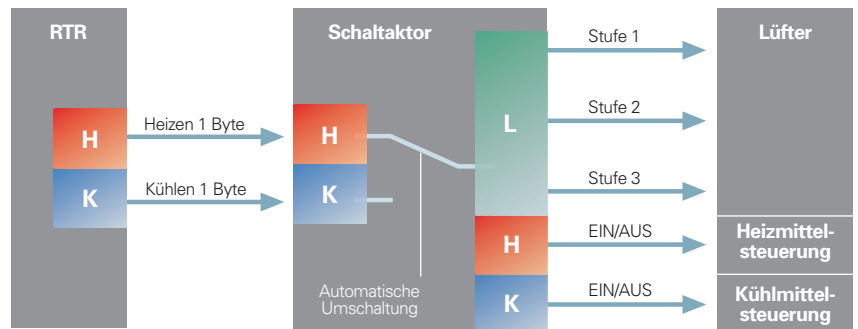 RTR
Schaltaktor
Lüfter
H
Heizen 1 Byte
K
Kühlen 1 Byte
H
K
Automatische
Umschaltung
L
H
K
Stufe 1
Stufe 2
Stufe 3
EIN/AUS
EIN/AUS
Heizmittel-
steuerung
Kühlmittel-
steuerung